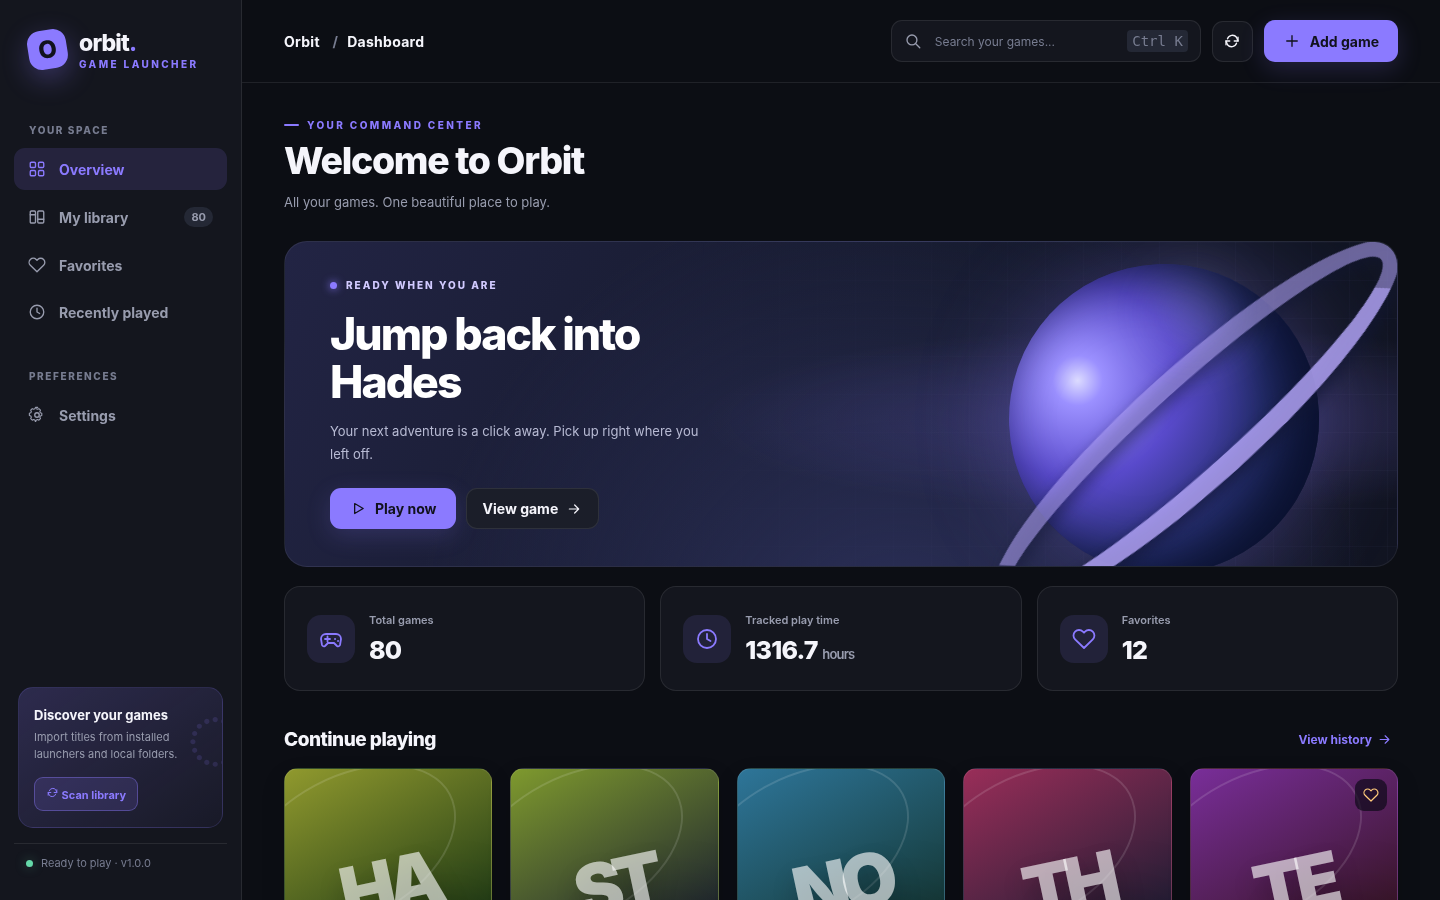 O
orbit.
GAME LAUNCHER
YOUR SPACE
Overview
My library 80
Favorites
Recently played
PREFERENCES
Settings
Discover your games
Import titles from installed
launchers and local folders.
Scan library
Ready to play · v1.0.0
Orbit / Dashboard
Search your games... Ctrl K
Add game
YOUR COMMAND CENTER
Welcome to Orbit
All your games. One beautiful place to play.
READY WHEN YOU ARE
Jump back into
Hades
Your next adventure is a click away. Pick up right where you
left off.
Play now
View game
Total games
80
Tracked play time
1316.7 hours
Favorites
12
Continue playing
View history
HA
ST
NO
TH
TE